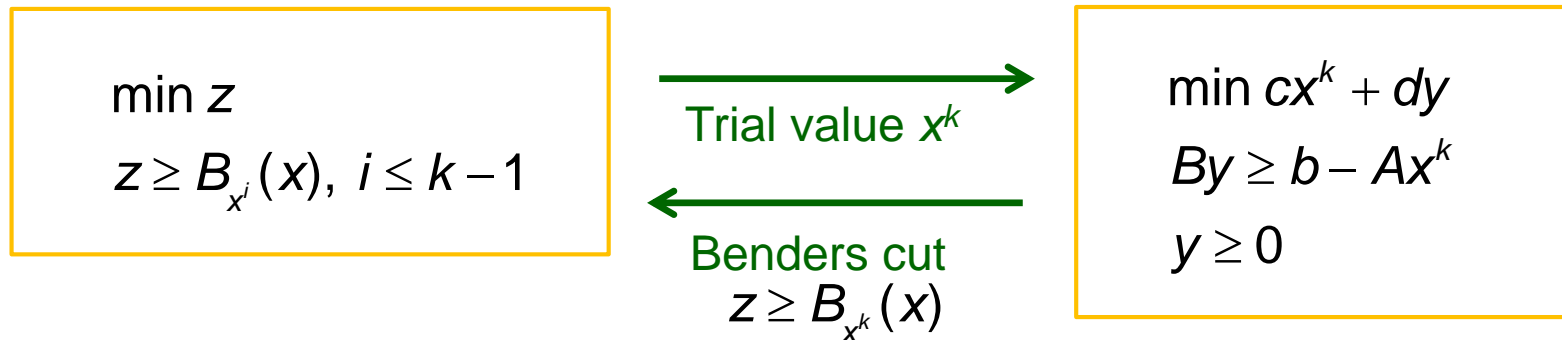 min z
z ≥ B_{x^i}(x), i ≤ k − 1
Trial value x^k
Benders cut
z ≥ B_{x^k}(x)
min cx^k + dy
By ≥ b − Ax^k
y ≥ 0